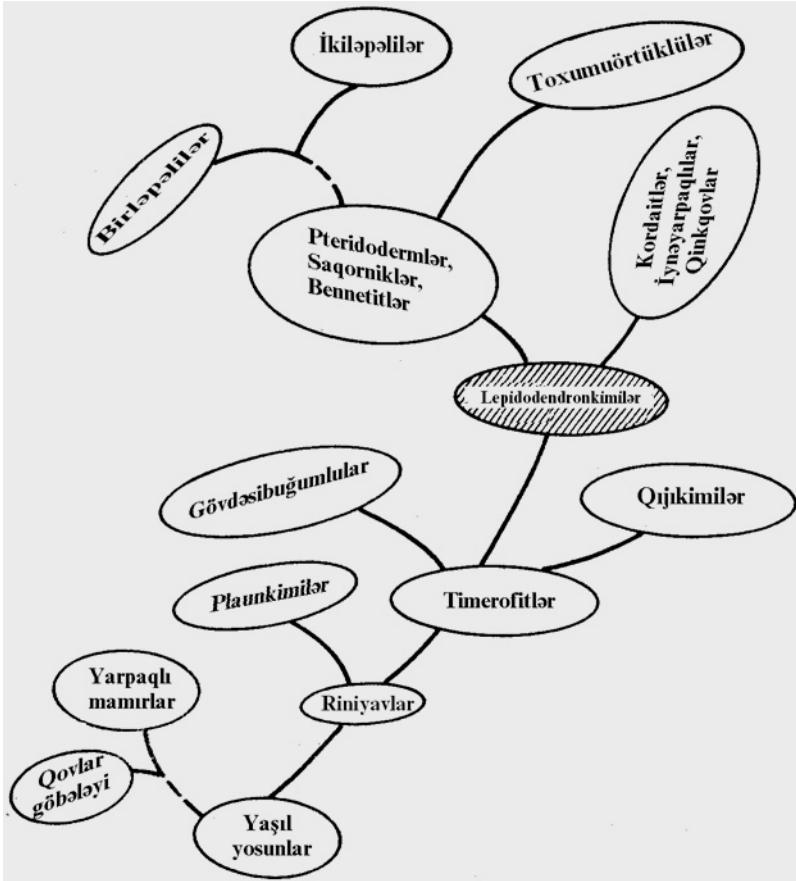 İkiləpəlilər
Toxumuörtüklülər
Birləpəlilər
Kordaitlər,
İynəyarpaqlılar,
Qinkqovlar
Pteridodermlər,
Saqorniklər,
Bennetitlər
Lepidodendronkimilər
Gövdəsibuğumlular
Qıjıkimilər
Plaunkimilər
Timerofitlər
Yarpaqlı
mamırlar
Riniyavlar
Qovlar
göbələyi
Yaşıl
yosunlar